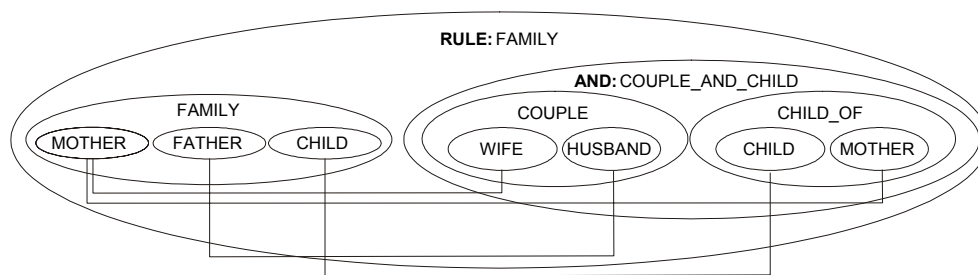 RULE: FAMILY
AND: COUPLE_AND_CHILD
FAMILY
COUPLE
CHILD_OF
MOTHER
FATHER
CHILD
WIFE
HUSBAND
CHILD
MOTHER